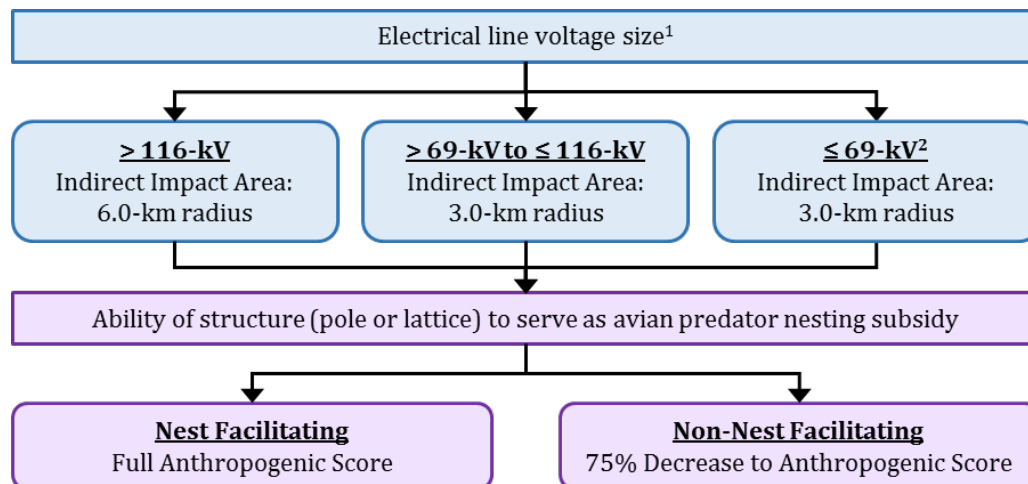 Electrical line voltage size¹
> 116-kV
Indirect Impact Area:
6.0-km radius
> 69-kV to ≤ 116-kV
Indirect Impact Area:
3.0-km radius
≤ 69-kV²
Indirect Impact Area:
3.0-km radius
Ability of structure (pole or lattice) to serve as avian predator nesting subsidy
Nest Facilitating
Full Anthropogenic Score
Non-Nest Facilitating
75% Decrease to Anthropogenic Score